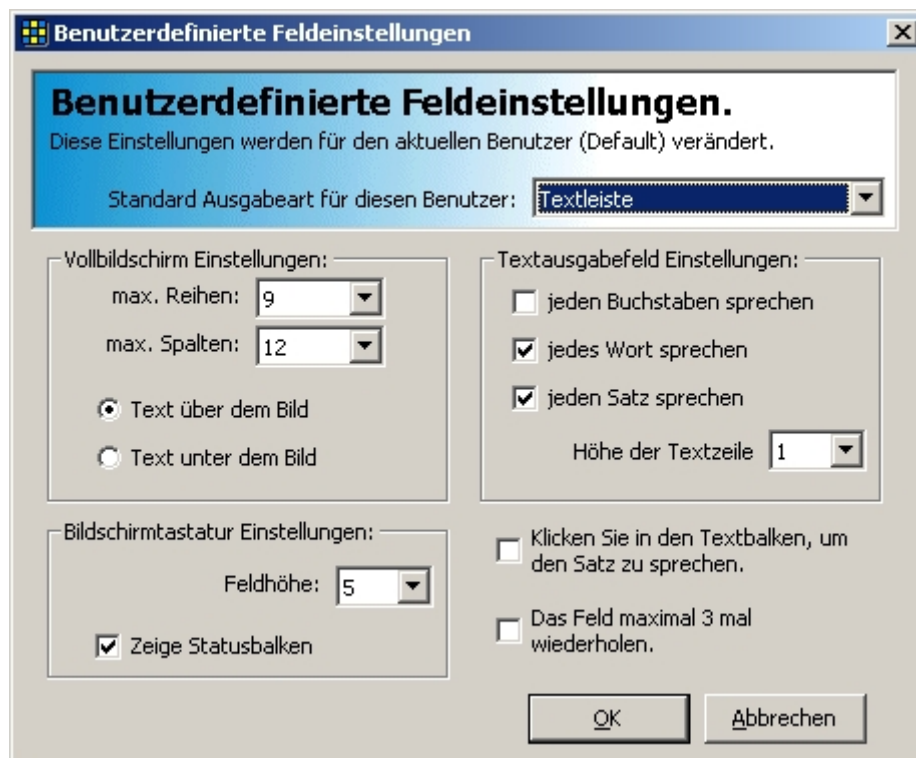 Benutzerdefinierte Feldeinstellungen
Benutzerdefinierte Feldeinstellungen.
Diese Einstellungen werden für den aktuellen Benutzer (Default) verändert.
Standard Ausgabeart für diesen Benutzer: Textleiste
Vollbildschirm Einstellungen:
max. Reihen: 9
max. Spalten: 12
Text über dem Bild
Text unter dem Bild
Textausgabefeld Einstellungen:
jeden Buchstaben sprechen
jedes Wort sprechen
jeden Satz sprechen
Höhe der Textzeile 1
Bildschirmtastatur Einstellungen:
Feldhöhe: 5
Zeige Statusbalken
Klicken Sie in den Textbalken, um
den Satz zu sprechen.
Das Feld maximal 3 mal
wiederholen.
OK
Abbrechen